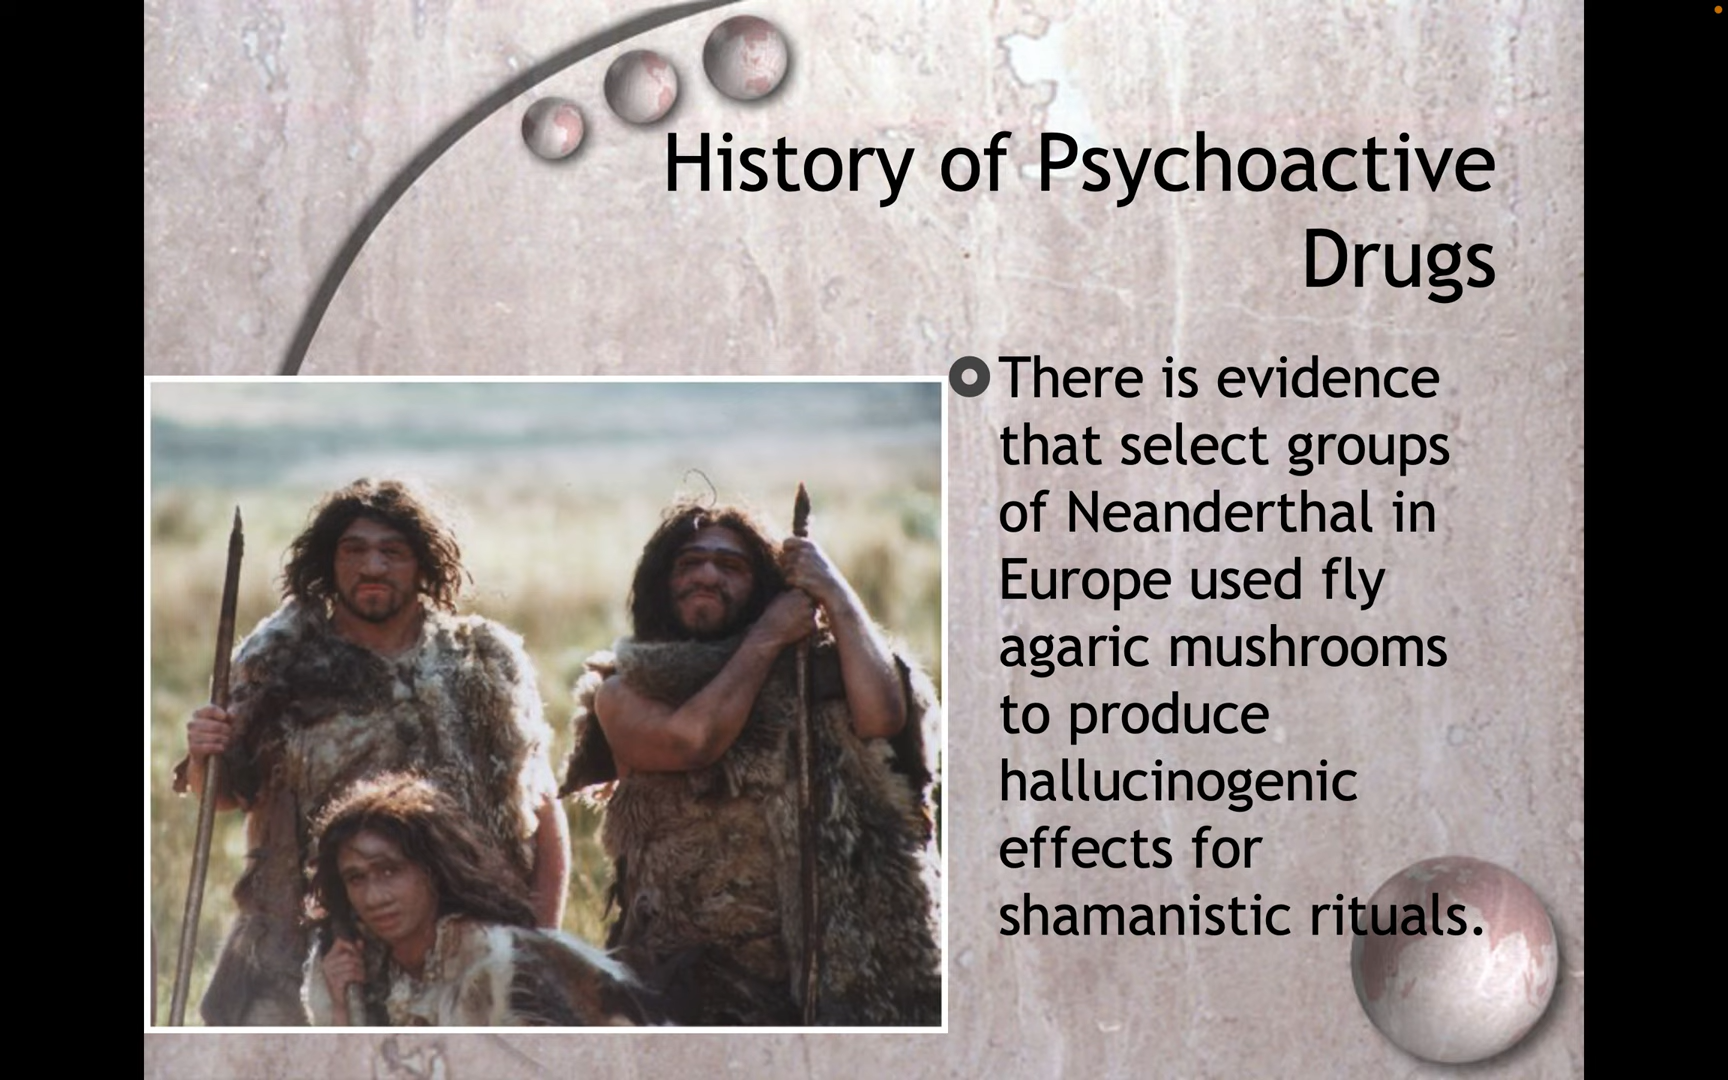 History of Psychoactive
Drugs
There is evidence
that select groups
of Neanderthal in
Europe used fly
agaric mushrooms
to produce
hallucinogenic
effects for
shamanistic rituals.